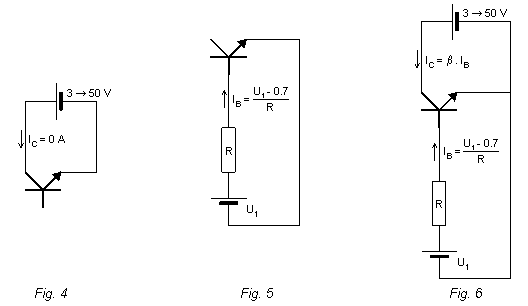 3 → 50 V
I_C = 0 A
Fig. 4
I_B = (U_1 - 0.7) / R
R
U_1
Fig. 5
3 → 50 V
I_C = β . I_B
I_B = (U_1 - 0.7) / R
R
U_1
Fig. 6